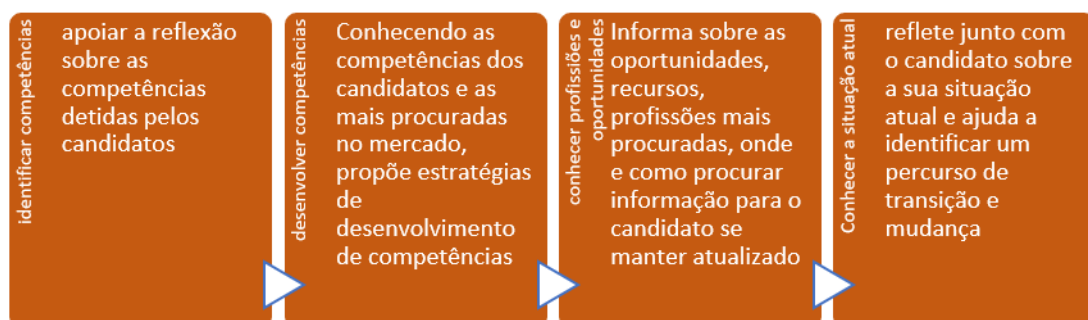 identificar competências
apoiar a reflexão
sobre as
competências
detidas pelos
candidatos
desenvolver competências
Conhecendo as
competências dos
candidatos e as
mais procuradas
no mercado,
propõe estratégias
de
desenvolvimento
de competências
conhecer profissiões e
oportunidades
Informa sobre as
oportunidades,
recursos,
profissões mais
procuradas, onde
e como procurar
informação para o
candidato se
manter atualizado
Conhecer a situação atual
reflete junto com
o candidato sobre
a sua situação
atual e ajuda a
identificar um
percurso de
transição e
mudança